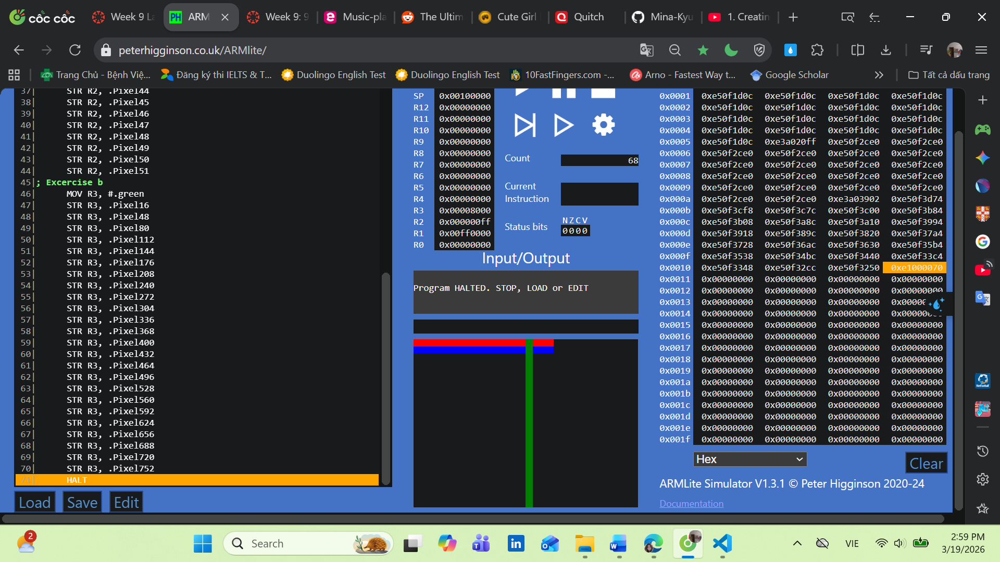 cốc cốc
Week 9 La
ARM
Week 9: 9
Music-pla
The Ultim
Cute Girl
Quitch
Mina-Kyu
1. Creatin
peterhigginson.co.uk/ARMlite/
Trang Chủ - Bệnh Việ...
Đăng ký thi IELTS & T...
Duolingo English Test
Duolingo English Test
10FastFingers.com -...
Arno - Fastest Way t...
Google Scholar
Tất cả dấu trang
37| STR R2, .Pixel44
38| STR R2, .Pixel45
39| STR R2, .Pixel46
40| STR R2, .Pixel47
41| STR R2, .Pixel48
42| STR R2, .Pixel49
43| STR R2, .Pixel50
44| STR R2, .Pixel51
45|; Excercise b
46| MOV R3, #.green
47| STR R3, .Pixel16
48| STR R3, .Pixel48
49| STR R3, .Pixel80
50| STR R3, .Pixel112
51| STR R3, .Pixel144
52| STR R3, .Pixel176
53| STR R3, .Pixel208
54| STR R3, .Pixel240
55| STR R3, .Pixel272
56| STR R3, .Pixel304
57| STR R3, .Pixel336
58| STR R3, .Pixel368
59| STR R3, .Pixel400
60| STR R3, .Pixel432
61| STR R3, .Pixel464
62| STR R3, .Pixel496
63| STR R3, .Pixel528
64| STR R3, .Pixel560
65| STR R3, .Pixel592
66| STR R3, .Pixel624
67| STR R3, .Pixel656
68| STR R3, .Pixel688
69| STR R3, .Pixel720
70| STR R3, .Pixel752
71| HALT
Load Save Edit
SP 0x00100000
R12 0x00000000
R11 0x00000000
R10 0x00000000
R9 0x00000000
R8 0x00000000
R7 0x00000000
R6 0x00000000
R5 0x00000000
R4 0x00000000
R3 0x00008000
R2 0x000000ff
R1 0x00ff0000
R0 0x00000000
Count 68
Current
Instruction
Status bits
NZCV
0000
Input/Output
Program HALTED. STOP, LOAD or EDIT
0x0001 0xe50f1d0c 0xe50f1d0c 0xe50f1d0c 0xe50f1d0c
0x0002 0xe50f1d0c 0xe50f1d0c 0xe50f1d0c 0xe50f1d0c
0x0003 0xe50f1d0c 0xe50f1d0c 0xe50f1d0c 0xe50f1d0c
0x0004 0xe50f1d0c 0xe50f1d0c 0xe50f1d0c 0xe50f1d0c
0x0005 0xe50f1d0c 0xe3a020ff 0xe50f2ce0 0xe50f2ce0
0x0006 0xe50f2ce0 0xe50f2ce0 0xe50f2ce0 0xe50f2ce0
0x0007 0xe50f2ce0 0xe50f2ce0 0xe50f2ce0 0xe50f2ce0
0x0008 0xe50f2ce0 0xe50f2ce0 0xe50f2ce0 0xe50f2ce0
0x0009 0xe50f2ce0 0xe50f2ce0 0xe50f2ce0 0xe50f2ce0
0x000a 0xe50f2ce0 0xe50f2ce0 0xe3a03902 0xe50f3d74
0x000b 0xe50f3cf8 0xe50f3c7c 0xe50f3c00 0xe50f3b84
0x000c 0xe50f3b08 0xe50f3a8c 0xe50f3a10 0xe50f3994
0x000d 0xe50f3918 0xe50f389c 0xe50f3820 0xe50f37a4
0x000e 0xe50f3728 0xe50f36ac 0xe50f3630 0xe50f35b4
0x000f 0xe50f3538 0xe50f34bc 0xe50f3440 0xe50f33c4
0x0010 0xe50f3348 0xe50f32cc 0xe50f3250 0xe1000070
0x0011 0x00000000 0x00000000 0x00000000 0x00000000
0x0012 0x00000000 0x00000000 0x00000000 0x00000000
0x0013 0x00000000 0x00000000 0x00000000
0x0014 0x00000000 0x00000000 0x00000000
0x0015 0x00000000 0x00000000 0x00000000 0x00000000
0x0016 0x00000000 0x00000000 0x00000000 0x00000000
0x0017 0x00000000 0x00000000 0x00000000 0x00000000
0x0018 0x00000000 0x00000000 0x00000000 0x00000000
0x0019 0x00000000 0x00000000 0x00000000 0x00000000
0x001a 0x00000000 0x00000000 0x00000000 0x00000000
0x001b 0x00000000 0x00000000 0x00000000 0x00000000
0x001c 0x00000000 0x00000000 0x00000000 0x00000000
0x001d 0x00000000 0x00000000 0x00000000 0x00000000
0x001e 0x00000000 0x00000000 0x00000000 0x00000000
0x001f 0x00000000 0x00000000 0x00000000 0x00000000
Hex
Clear
ARMLite Simulator V1.3.1 © Peter Higginson 2020-24
Documentation
2
Search
VIE
2:59 PM
3/19/2026